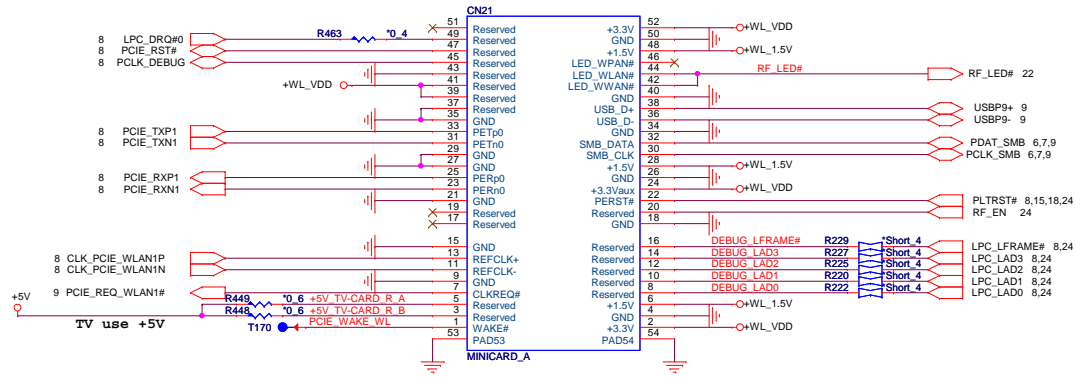 CN21
51 Reserved +3.3V 52 +WL_VDD
8 LPC_DRQ#0 R463 *0_4 49 Reserved GND 50
8 PCIE_RST# 47 Reserved +1.5V 48 +WL_1.5V
8 PCLK_DEBUG 45 Reserved LED_WPAN# 46
43 Reserved LED_WLAN# 44 RF_LED# RF_LED# 22
+WL_VDD 41 Reserved LED_WWAN# 42
39 Reserved GND 40
37 Reserved USB_D+ 38 USBP9+ 9
35 GND USB_D- 36 USBP9- 9
8 PCIE_TXP1 33 PETp0 GND 34
8 PCIE_TXN1 31 PETn0 SMB_DATA 32 PDAT_SMB 6,7,9
29 GND SMB_CLK 30 PCLK_SMB 6,7,9
27 GND +1.5V 28 +WL_1.5V
8 PCIE_RXP1 25 PERp0 GND 26
8 PCIE_RXN1 23 PERn0 +3.3Vaux 24 +WL_VDD
21 GND PERST# 22 PLTRST# 8,15,18,24
19 Reserved Reserved 20 RF_EN 24
17 Reserved GND 18
15 GND Reserved 16 DEBUG_LFRAME# R229 *Short_4 LPC_LFRAME# 8,24
8 CLK_PCIE_WLAN1P 13 REFCLK+ Reserved 14 DEBUG_LAD3 R227 *Short_4 LPC_LAD3 8,24
8 CLK_PCIE_WLAN1N 11 REFCLK- Reserved 12 DEBUG_LAD2 R225 *Short_4 LPC_LAD2 8,24
9 GND Reserved 10 DEBUG_LAD1 R220 *Short_4 LPC_LAD1 8,24
9 PCIE_REQ_WLAN1# 7 CLKREQ# Reserved 8 DEBUG_LAD0 R222 *Short_4 LPC_LAD0 8,24
+5V R449 *0_6 +5V_TV-CARD_R_A 5 Reserved +1.5V 6 +WL_1.5V
R448 *0_6 +5V_TV-CARD_R_B 3 Reserved GND 4
TV use +5V T170 PCIE_WAKE_WL 1 WAKE# +3.3V 2 +WL_VDD
53 PAD53 PAD54 54
MINICARD_A